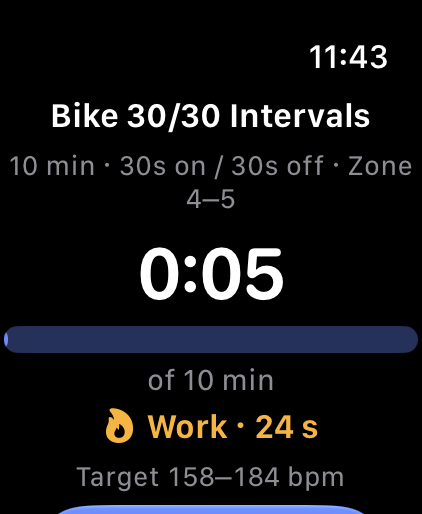 11:43
Bike 30/30 Intervals
10 min · 30s on / 30s off · Zone
4–5
0:05
of 10 min
Work · 24 s
Target 158–184 bpm